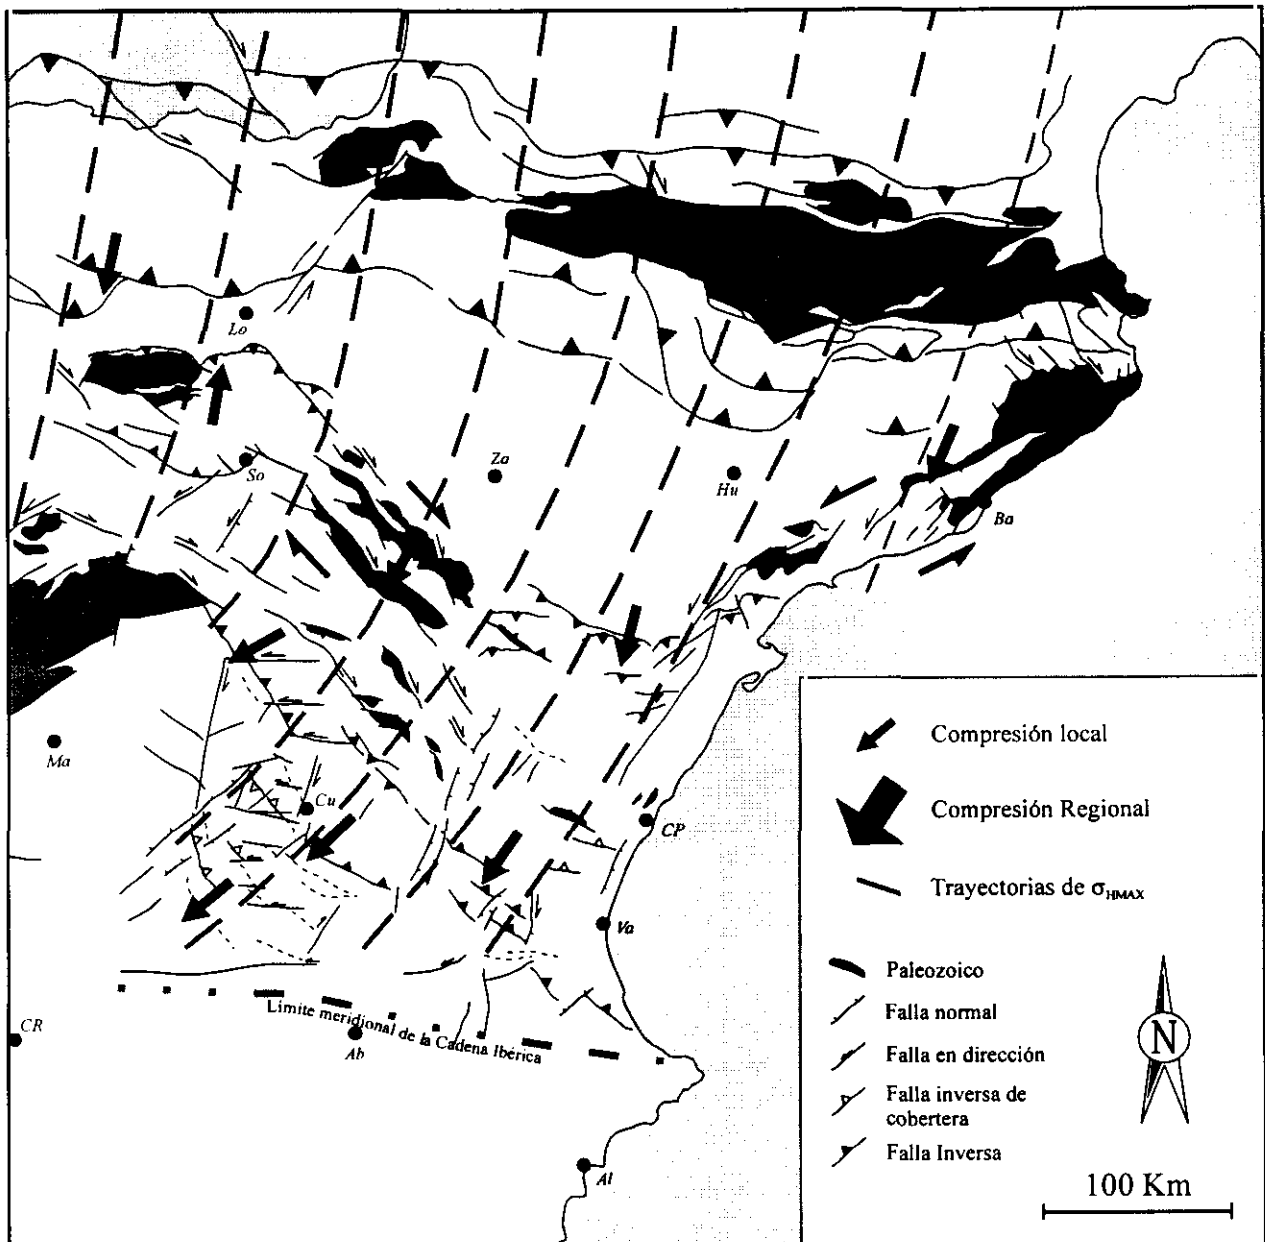 Lo
So
Za
Hu
Ba
Ma
Cu
CP
Va
CR
Ab
Al
Límite meridional de la Cadena Ibérica
Compresión local
Compresión Regional
Trayectorias de σHMAX
Paleozoico
Falla normal
Falla en dirección
Falla inversa de
cobertera
Falla Inversa
N
100 Km